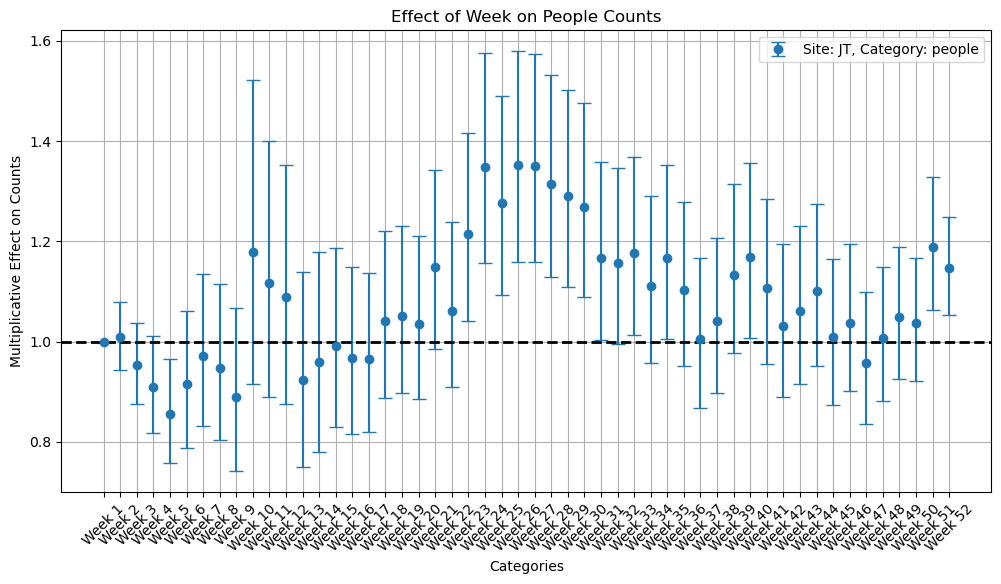 Effect of Week on People Counts
Site: JT, Category: people
Multiplicative Effect on Counts
1.6
1.4
1.2
1.0
0.8
Week 1
Week 2
Week 3
Week 4
Week 5
Week 6
Week 7
Week 8
Week 9
Week 10
Week 11
Week 12
Week 13
Week 14
Week 15
Week 16
Week 17
Week 18
Week 19
Week 20
Week 21
Week 22
Week 23
Week 24
Week 25
Week 26
Week 27
Week 28
Week 29
Week 30
Week 31
Week 32
Week 33
Week 34
Week 35
Week 36
Week 37
Week 38
Week 39
Week 40
Week 41
Week 42
Week 43
Week 44
Week 45
Week 46
Week 47
Week 48
Week 49
Week 50
Week 51
Week 52
Categories